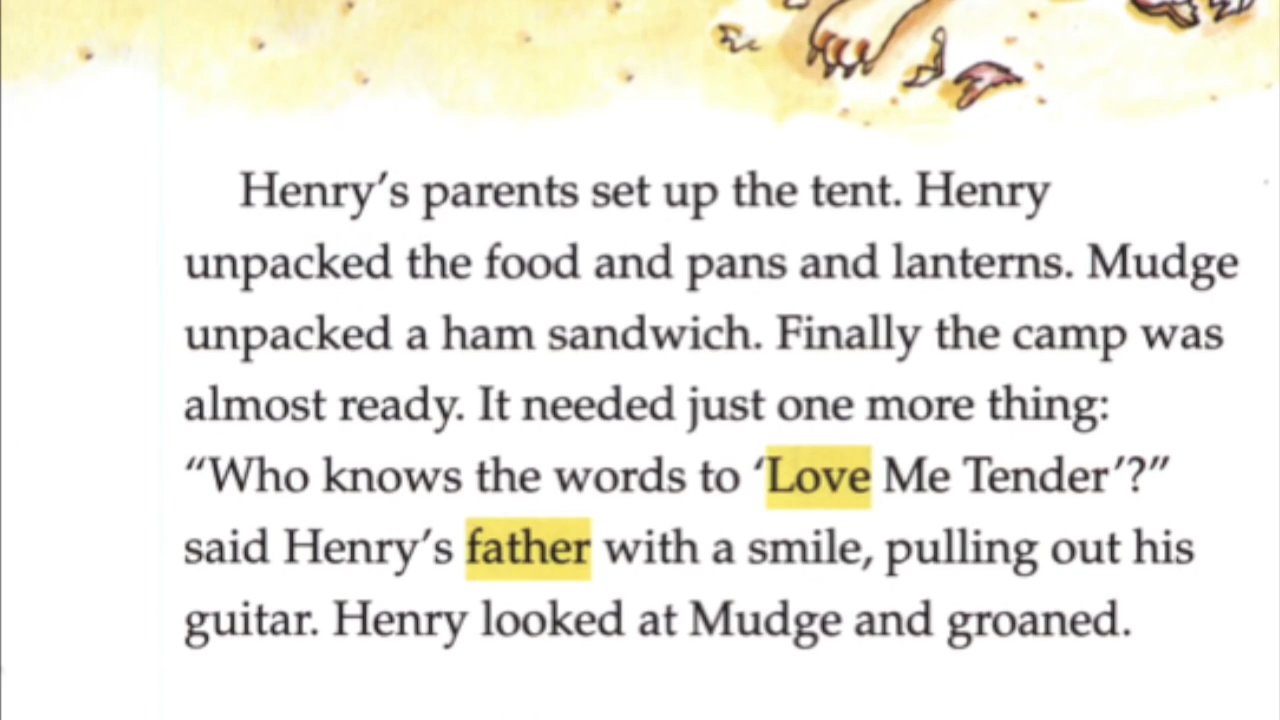 Henry’s parents set up the tent. Henry
unpacked the food and pans and lanterns. Mudge
unpacked a ham sandwich. Finally the camp was
almost ready. It needed just one more thing:
“Who knows the words to ‘Love Me Tender’?”
said Henry’s father with a smile, pulling out his
guitar. Henry looked at Mudge and groaned.